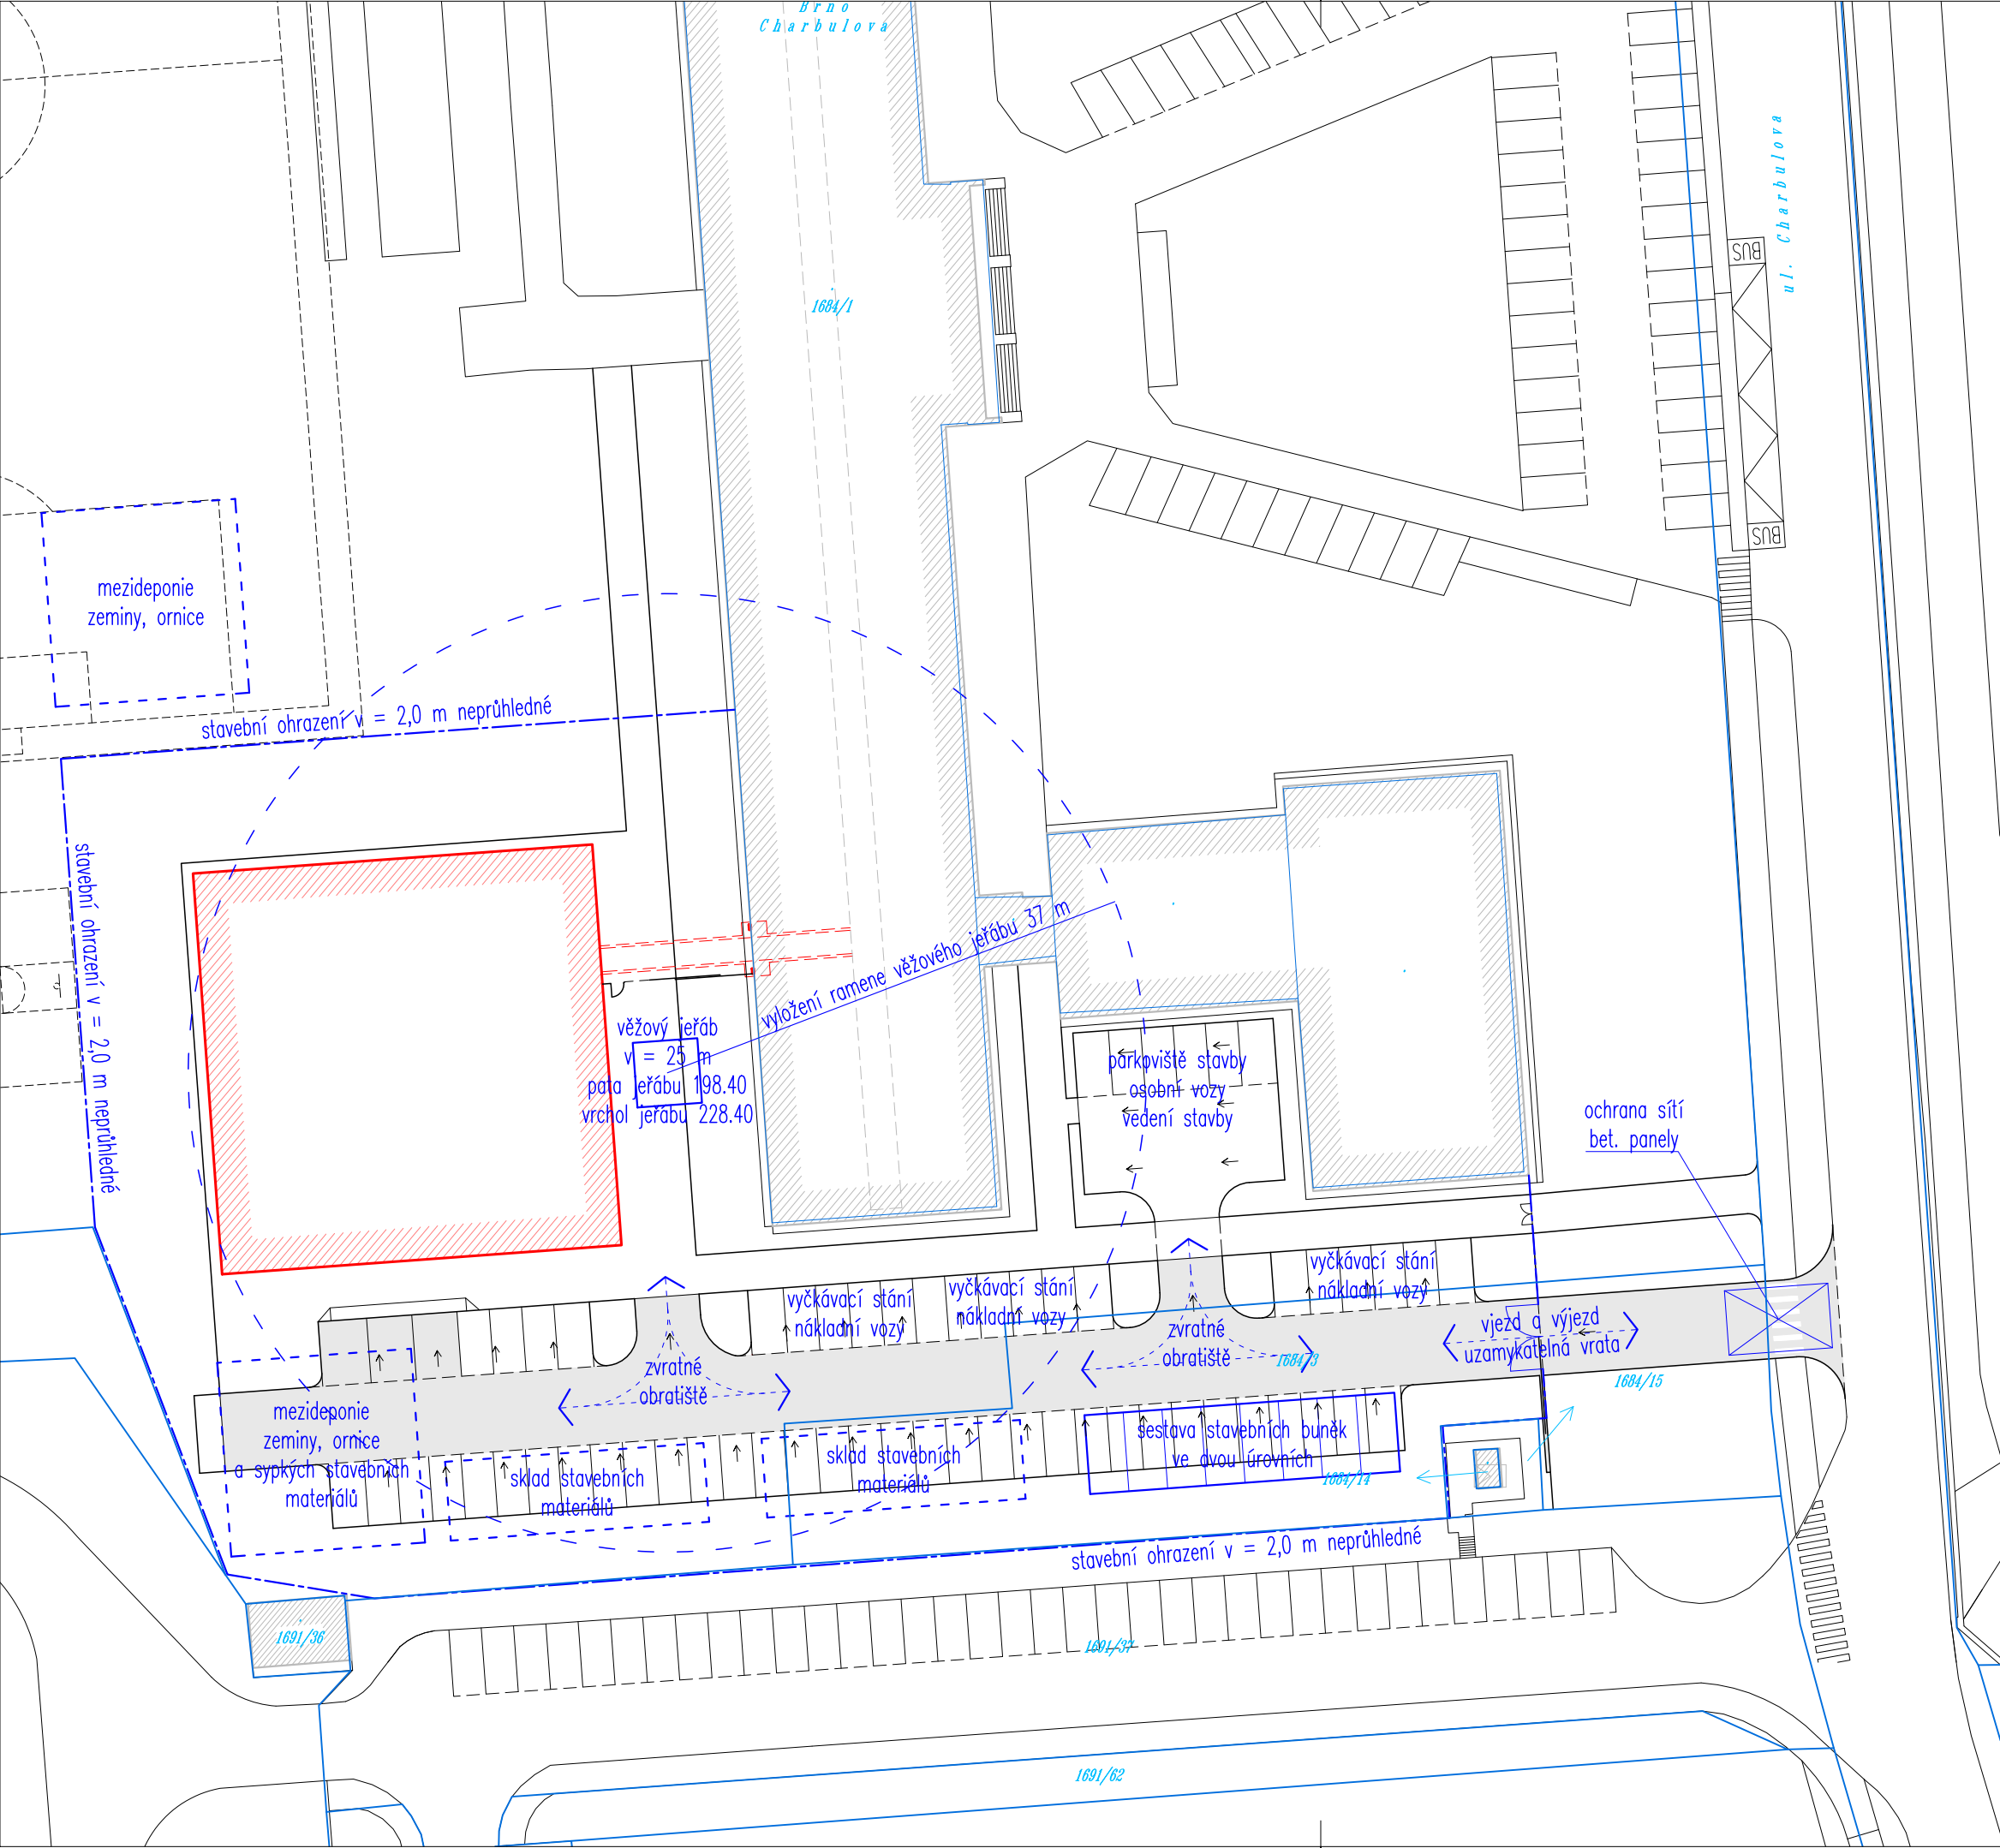 Brno
Charbulova
ul. Charbulova
BUS
1684/1
BUS
mezideponie
zeminy, ornice
stavební ohrazení v = 2,0 m neprůhledné
stavební ohrazení v = 2,0 m neprůhledné
vyložení ramene věžového jeřábu 37 m
věžový jeřáb
v = 25 m
pata jeřábu 198.40
vrchol jeřábu 228.40
parkoviště stavby
osobní vozy
vedení stavby
ochrana sítí
bet. panely
vyčkávací stání
nákladní vozy
vyčkávací stání
nákladní vozy
vyčkávací stání
nákladní vozy
zvratné
obratiště
zvratné
obratiště
1684/3
vjezd a výjezd
uzamykatelná vrata
1684/15
mezideponie
zeminy, ornice
a sypkých stavebních
materiálů
sklad stavebních
materiálů
sklad stavebních
materiálů
sestava stavebních buněk
ve dvou úrovních
1684/14
stavební ohrazení v = 2,0 m neprůhledné
1691/36
1691/37
1691/62